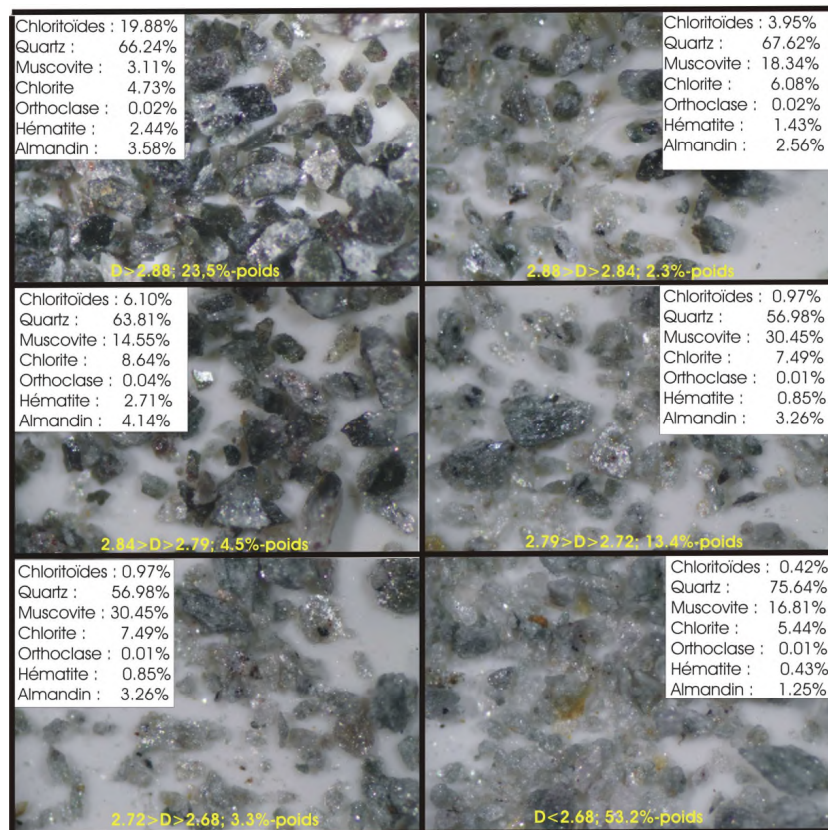 Chloritoïdes : 19.88%
Quartz : 66.24%
Muscovite : 3.11%
Chlorite 4.73%
Orthoclase : 0.02%
Hématite : 2.44%
Almandin : 3.58%
D>2.88; 23,5%-poids
Chloritoïdes : 3.95%
Quartz : 67.62%
Muscovite : 18.34%
Chlorite : 6.08%
Orthoclase : 0.02%
Hématite : 1.43%
Almandin : 2.56%
2.88>D>2.84; 2.3%-poids
Chloritoïdes : 6.10%
Quartz : 63.81%
Muscovite : 14.55%
Chlorite : 8.64%
Orthoclase : 0.04%
Hématite : 2.71%
Almandin : 4.14%
2.84>D>2.79; 4.5%-poids
Chloritoïdes : 0.97%
Quartz : 56.98%
Muscovite : 30.45%
Chlorite : 7.49%
Orthoclase : 0.01%
Hématite : 0.85%
Almandin : 3.26%
2.79>D>2.72; 13.4%-poids
Chloritoïdes : 0.97%
Quartz : 56.98%
Muscovite : 30.45%
Chlorite : 7.49%
Orthoclase : 0.01%
Hématite : 0.85%
Almandin : 3.26%
2.72>D>2.68; 3.3%-poids
Chloritoïdes : 0.42%
Quartz : 75.64%
Muscovite : 16.81%
Chlorite : 5.44%
Orthoclase : 0.01%
Hématite : 0.43%
Almandin : 1.25%
D<2.68; 53.2%-poids